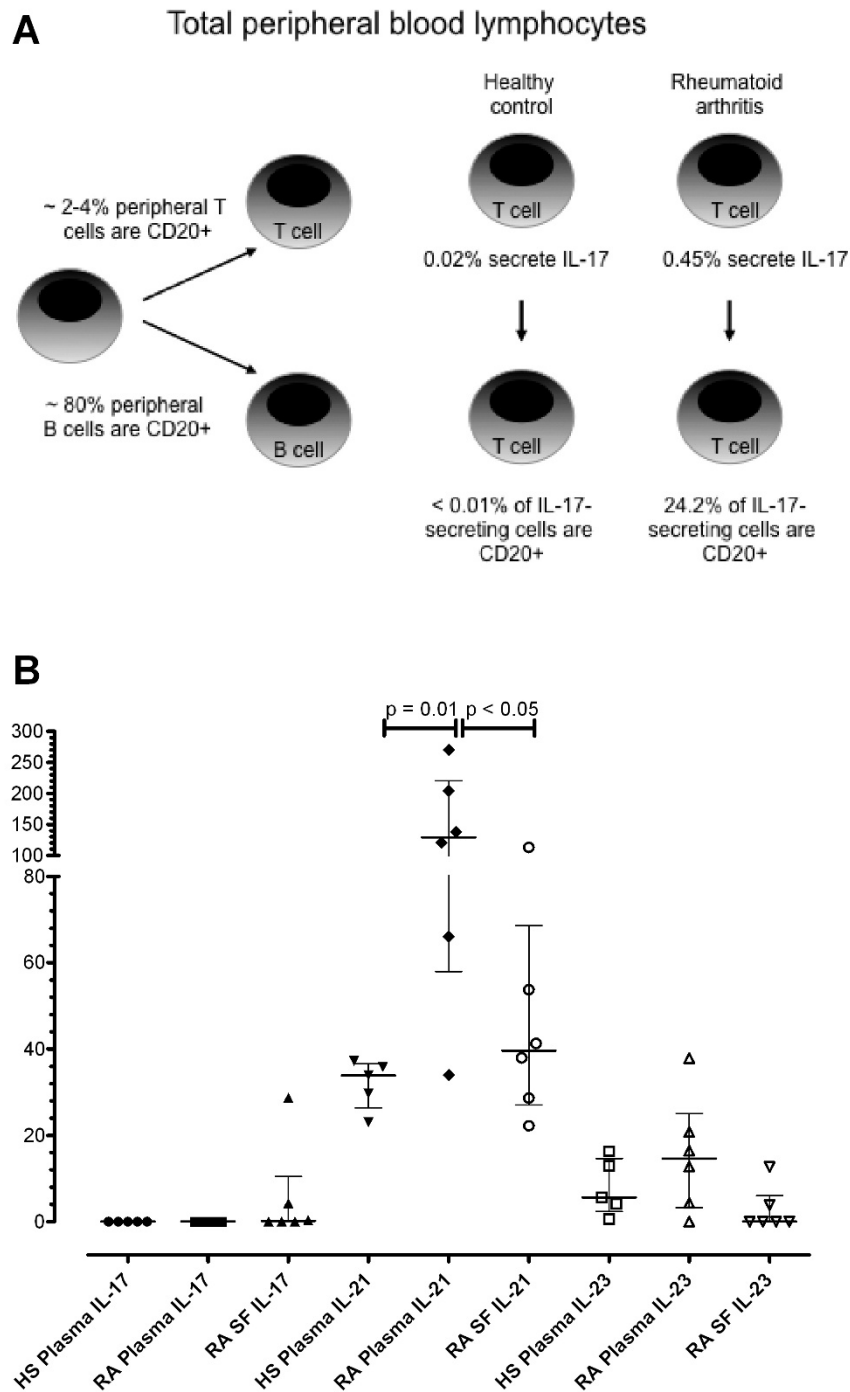 A
Total peripheral blood lymphocytes
Healthy
control
Rheumatoid
arthritis
~ 2-4% peripheral T
cells are CD20+
T cell
T cell
T cell
0.02% secrete IL-17
0.45% secrete IL-17
~ 80% peripheral
B cells are CD20+
B cell
T cell
T cell
< 0.01% of IL-17-
secreting cells are
CD20+
24.2% of IL-17-
secreting cells are
CD20+
B
p = 0.01
p < 0.05
300
250
200
150
100
80
60
40
20
0
HS Plasma IL-17
RA Plasma IL-17
RA SF IL-17
HS Plasma IL-21
RA Plasma IL-21
RA SF IL-21
HS Plasma IL-23
RA Plasma IL-23
RA SF IL-23